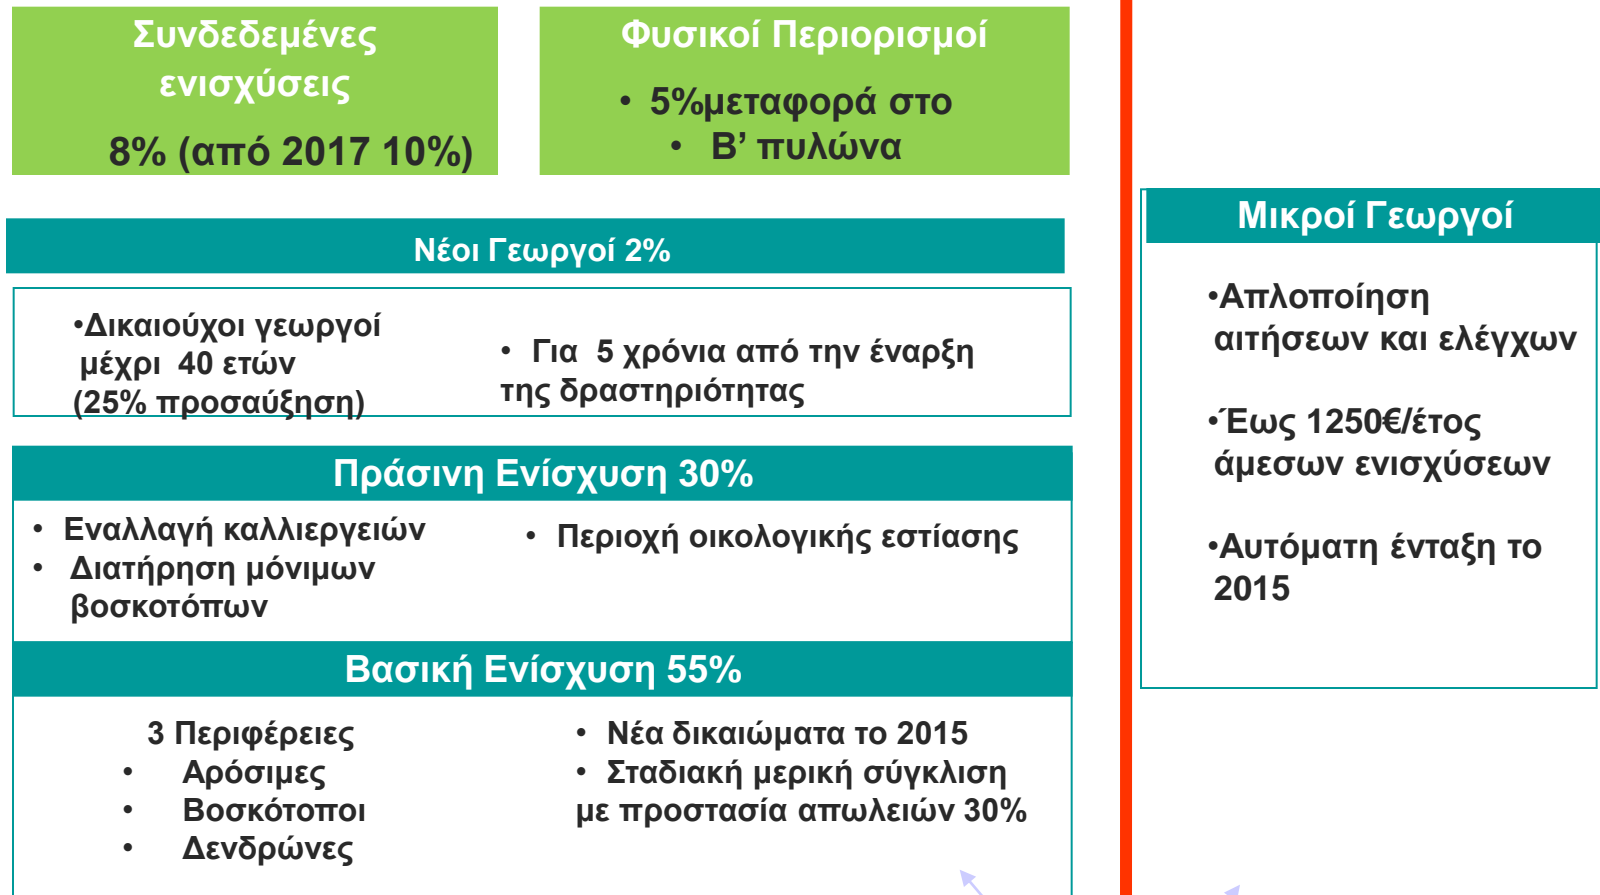 Συνδεδεμένες
ενισχύσεις
8% (από 2017 10%)
Φυσικοί Περιορισμοί
• 5%μεταφορά στο
• Β’ πυλώνα
Νέοι Γεωργοί 2%
•Δικαιούχοι γεωργοί
μέχρι 40 ετών
(25% προσαύξηση)
• Για 5 χρόνια από την έναρξη
της δραστηριότητας
Πράσινη Ενίσχυση 30%
• Εναλλαγή καλλιεργειών
• Διατήρηση μόνιμων
βοσκοτόπων
• Περιοχή οικολογικής εστίασης
Βασική Ενίσχυση 55%
3 Περιφέρειες
• Αρόσιμες
• Βοσκότοποι
• Δενδρώνες
• Νέα δικαιώματα το 2015
• Σταδιακή μερική σύγκλιση
με προστασία απωλειών 30%
Μικροί Γεωργοί
•Απλοποίηση
αιτήσεων και ελέγχων
•Έως 1250€/έτος
άμεσων ενισχύσεων
•Αυτόματη ένταξη το
2015